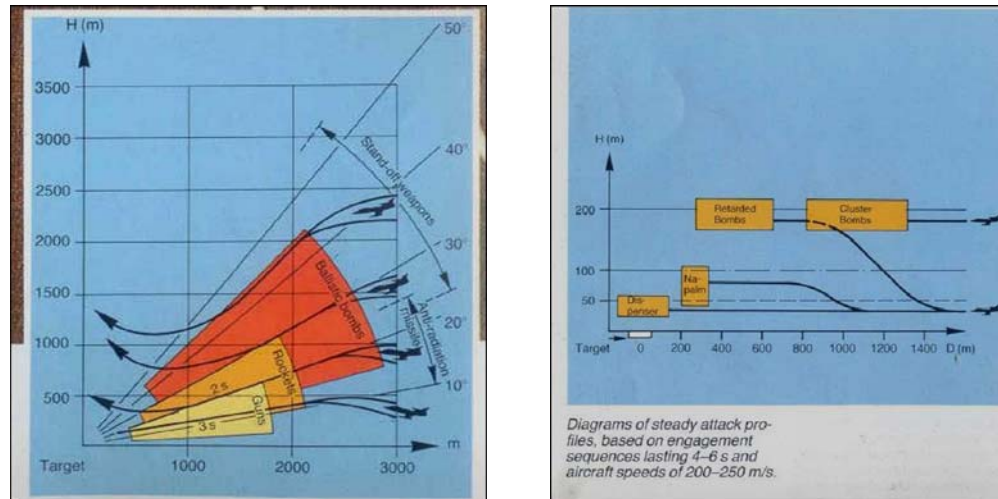 H (m)
50°
3500
3000
40°
Stand-off weapons
2500
2000
30°
Ballistic bombs
1500
Anti-radiation
missile
20°
1000
Rockets
10°
2 s
Guns
500
3 s
m
Target
1000
2000
3000
H (m)
200
Retarded
Bombs
Cluster
Bombs
100
Na-
palm
50
Dis-
penser
Target
0
200
400
600
800
1000
1200
1400
D (m)
Diagrams of steady attack pro-
files, based on engagement
sequences lasting 4–6 s and
aircraft speeds of 200–250 m/s.